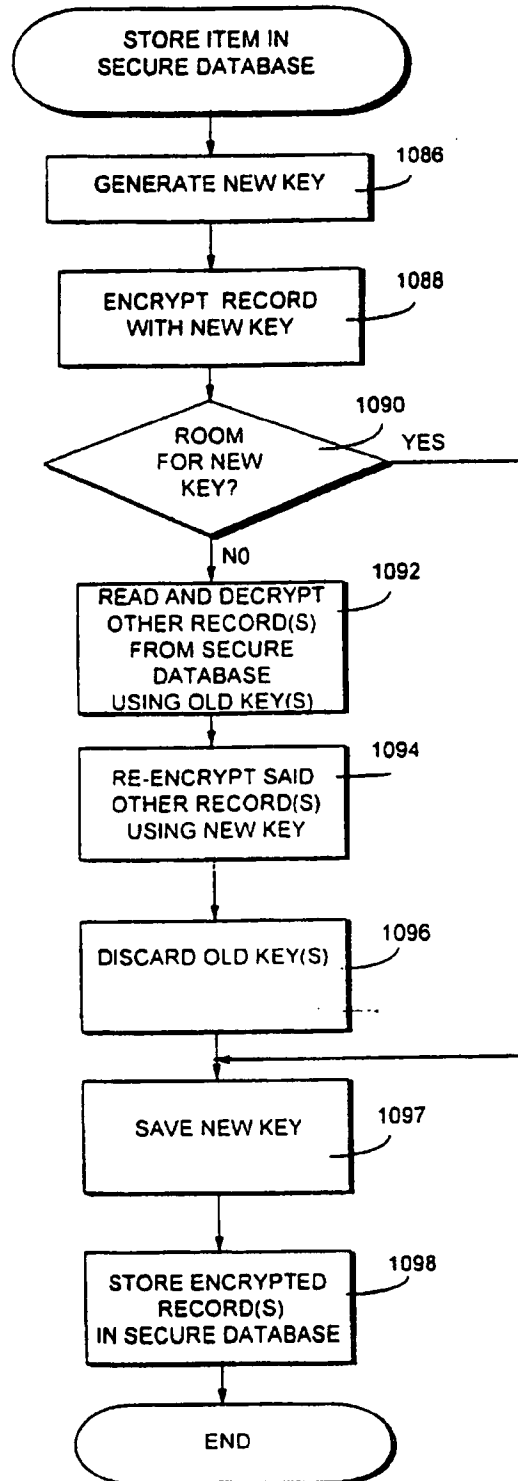 STORE ITEM IN
SECURE DATABASE
1086
GENERATE NEW KEY
1088
ENCRYPT RECORD
WITH NEW KEY
1090
ROOM
FOR NEW
KEY?
YES
NO
1092
READ AND DECRYPT
OTHER RECORD(S)
FROM SECURE
DATABASE
USING OLD KEY(S)
1094
RE-ENCRYPT SAID
OTHER RECORD(S)
USING NEW KEY
1096
DISCARD OLD KEY(S)
SAVE NEW KEY
1097
1098
STORE ENCRYPTED
RECORD(S)
IN SECURE DATABASE
END